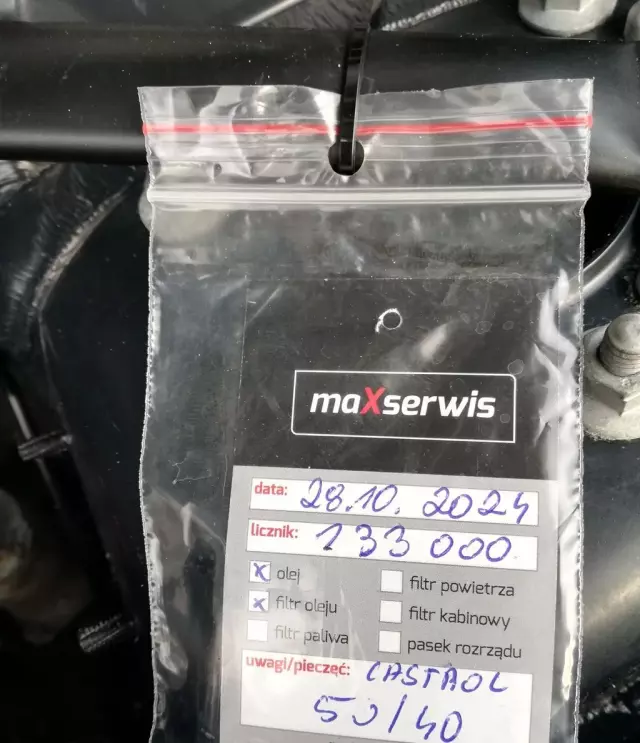 maXserwis
data: 28.10.2024
licznik: 133 000
x olej
x filtr oleju
filtr paliwa
filtr powietrza
filtr kabinowy
pasek rozrządu
uwagi/pieczęć: CASTROL
50/40